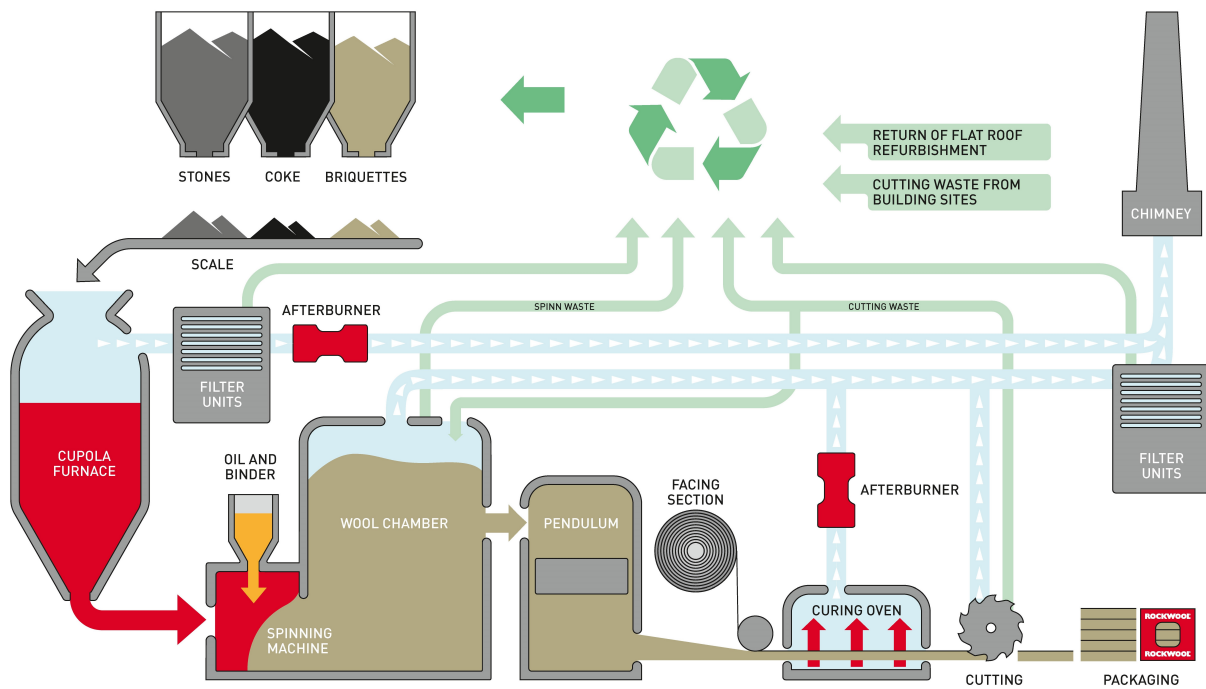 STONES
COKE
BRIQUETTES
RETURN OF FLAT ROOF
REFURBISHMENT
CUTTING WASTE FROM
BUILDING SITES
CHIMNEY
SCALE
SPINN WASTE
CUTTING WASTE
AFTERBURNER
FILTER
UNITS
CUPOLA
FURNACE
OIL AND
BINDER
FACING
SECTION
AFTERBURNER
FILTER
UNITS
WOOL CHAMBER
PENDULUM
CURING OVEN
SPINNING
MACHINE
ROCKWOOL
ROCKWOOL
CUTTING
PACKAGING